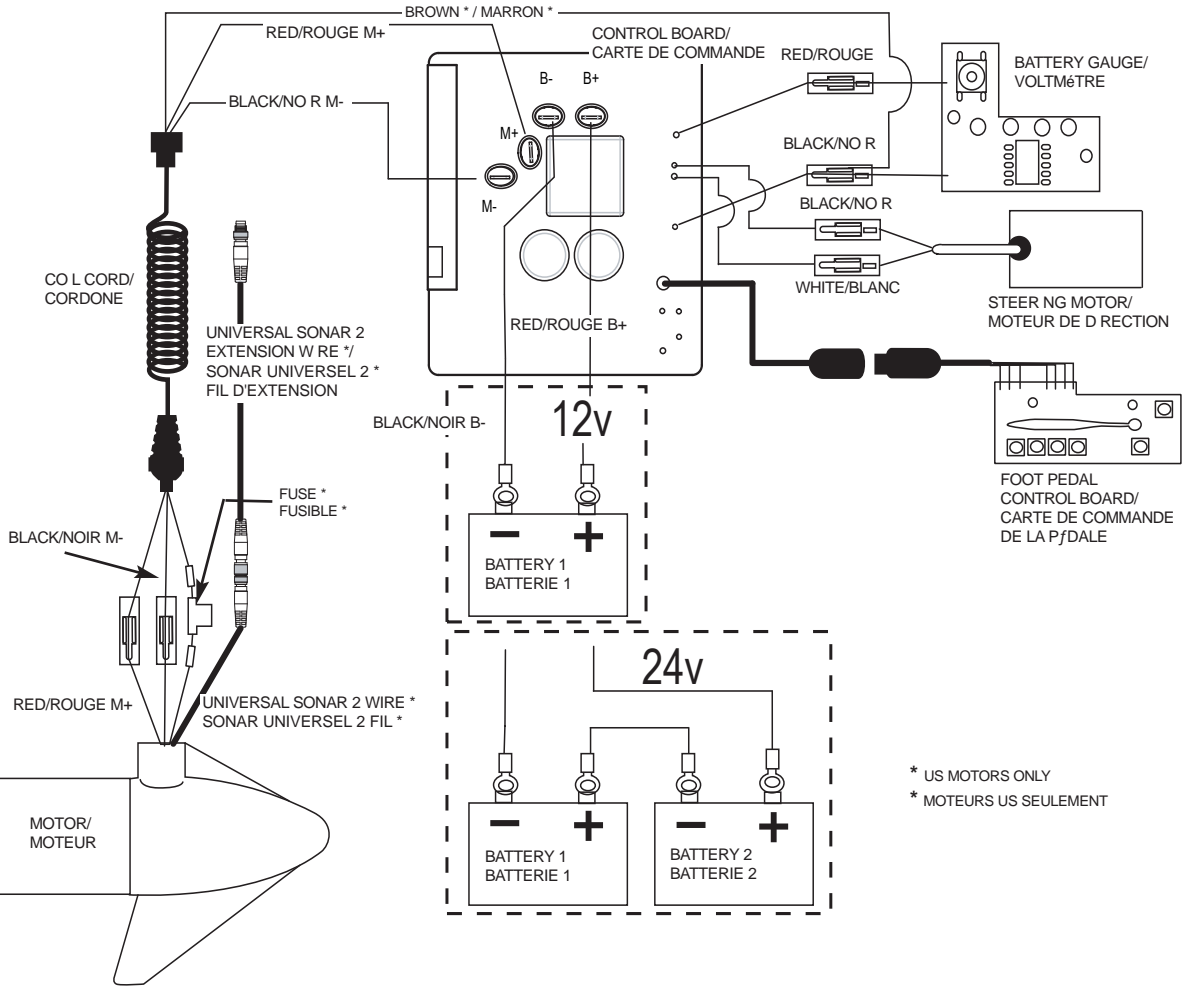 BROWN * / MARRON *
RED/ROUGE M+
CONTROL BOARD/
CARTE DE COMMANDE
RED/ROUGE
BATTERY GAUGE/
VOLTMéTRE
B-
B+
BLACK/NO R M-
M+
M-
BLACK/NO R
BLACK/NO R
WHITE/BLANC
STEER NG MOTOR/
MOTEUR DE D RECTION
CO L CORD/
CORDONE
UNIVERSAL SONAR 2
EXTENSION W RE */
SONAR UNIVERSEL 2 *
FIL D'EXTENSION
RED/ROUGE B+
BLACK/NOIR B-
12v
FOOT PEDAL
CONTROL BOARD/
CARTE DE COMMANDE
DE LA PƒDALE
FUSE *
FUSIBLE *
BLACK/NOIR M-
− +
BATTERY 1
BATTERIE 1
24v
RED/ROUGE M+
UNIVERSAL SONAR 2 WIRE *
SONAR UNIVERSEL 2 FIL *
− +
BATTERY 1
BATTERIE 1
− +
BATTERY 2
BATTERIE 2
* US MOTORS ONLY
* MOTEURS US SEULEMENT
MOTOR/
MOTEUR